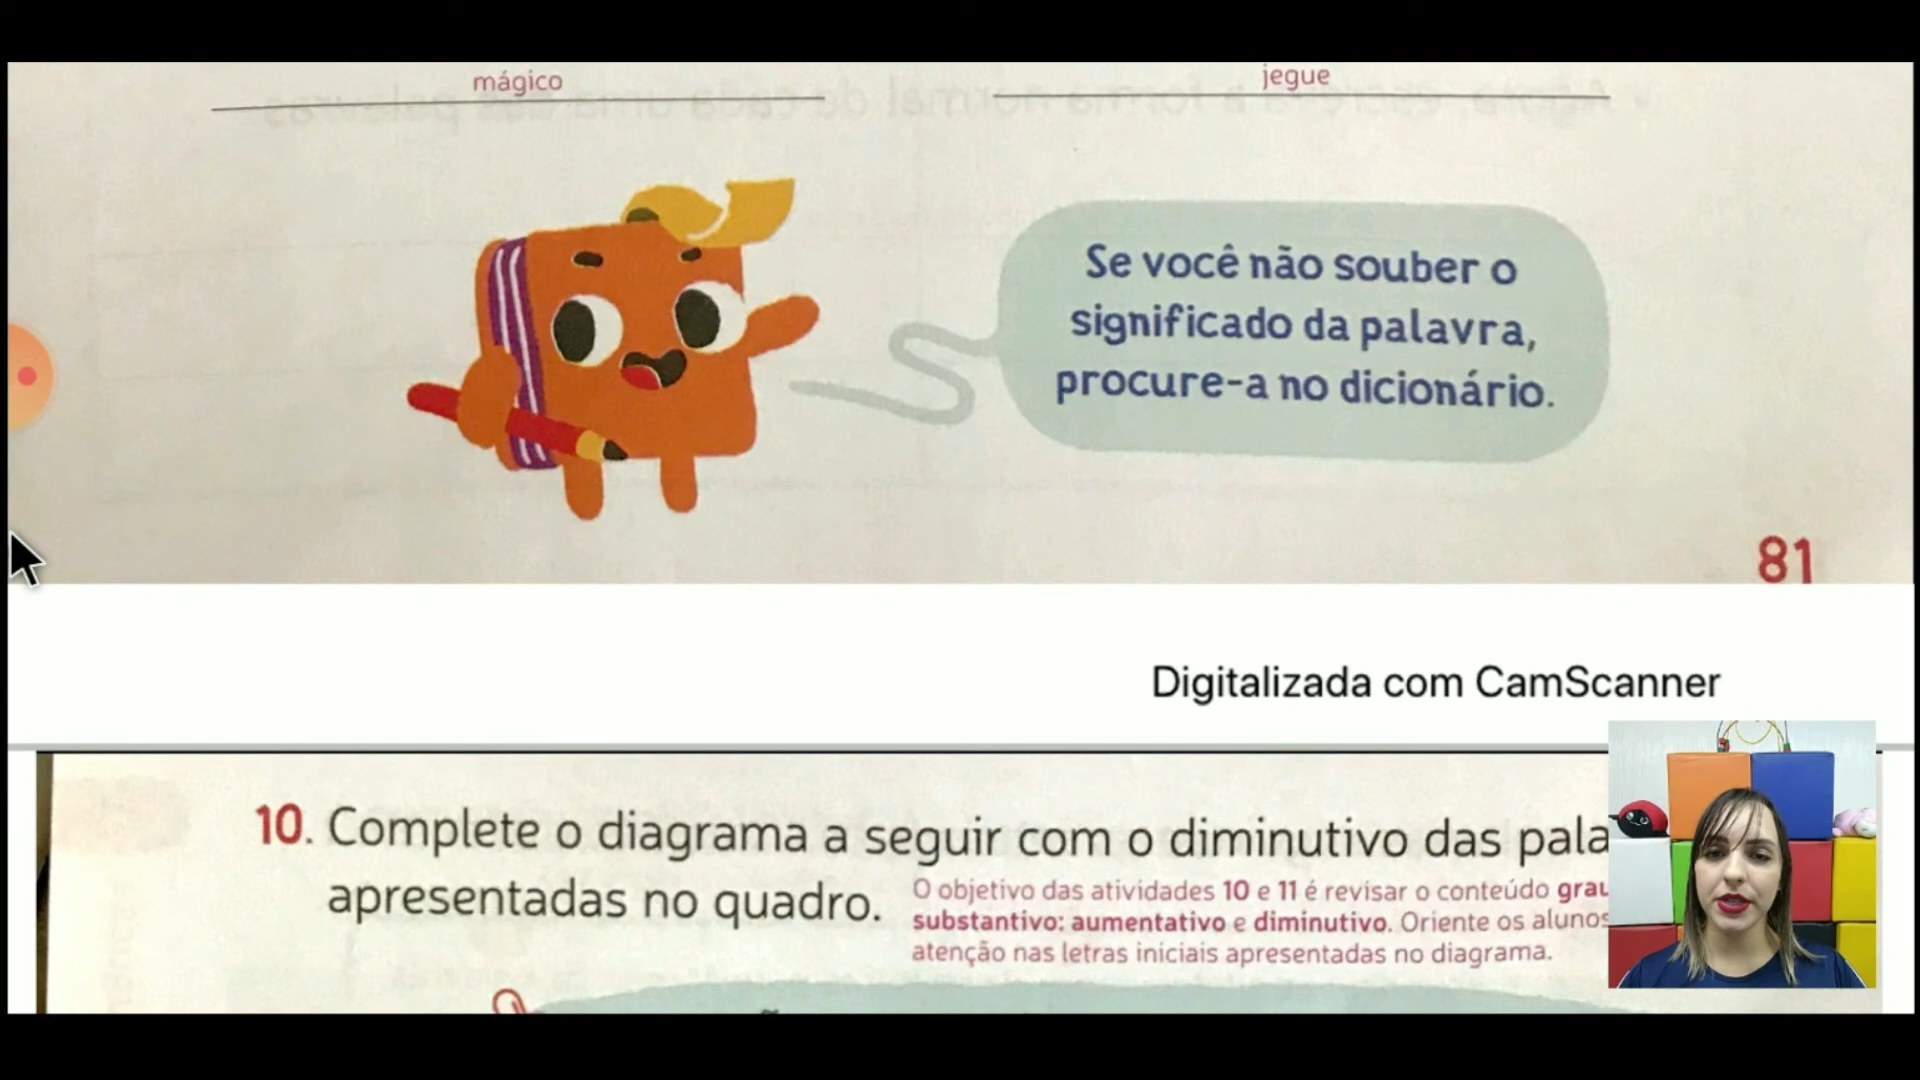 mágico
jegue
Se você não souber o
significado da palavra,
procure-a no dicionário.
81
Digitalizada com CamScanner
10. Complete o diagrama a seguir com o diminutivo das pala
apresentadas no quadro.
O objetivo das atividades 10 e 11 é revisar o conteúdo grau
substantivo: aumentativo e diminutivo. Oriente os alunos
atenção nas letras iniciais apresentadas no diagrama.